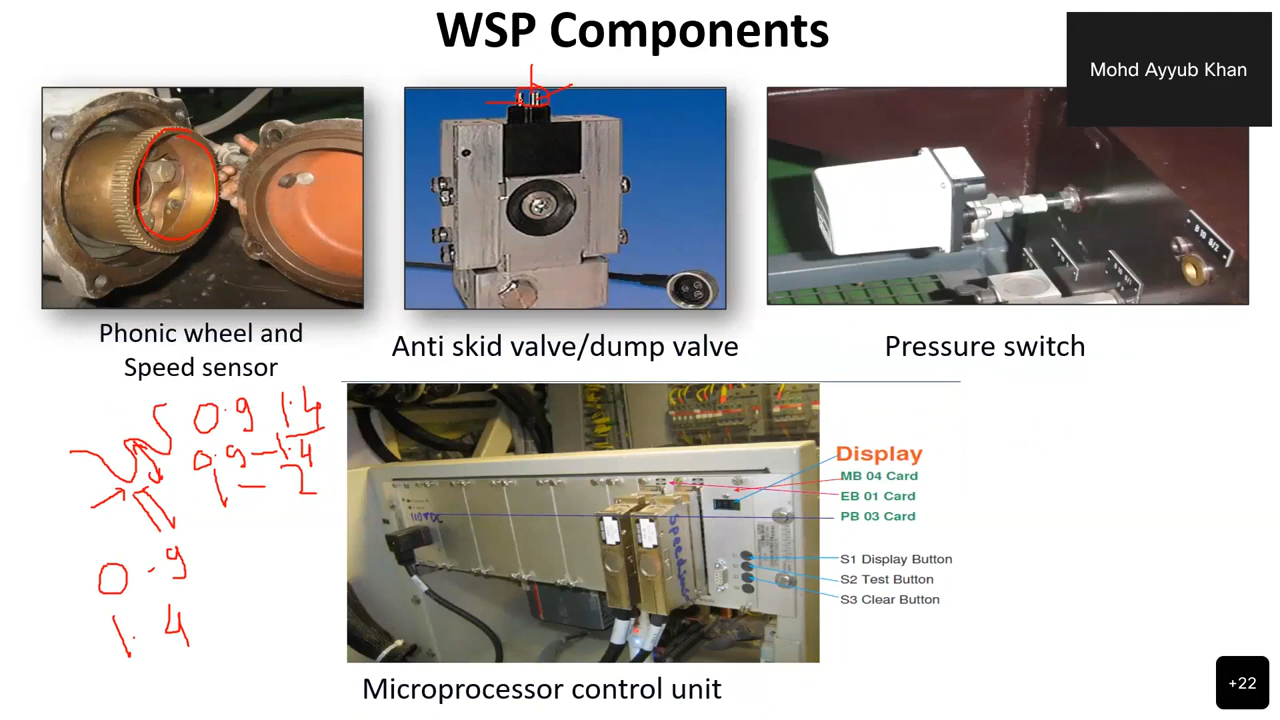 WSP Components
Mohd Ayyub Khan
Phonic wheel and
Speed sensor
Anti skid valve/dump valve
Pressure switch
0.9 1.4
0.9-1.4
1 - 2
0.9
1.4
Display
MB 04 Card
EB 01 Card
PB 03 Card
S1 Display Button
S2 Test Button
S3 Clear Button
110V DC
Microprocessor control unit
+22